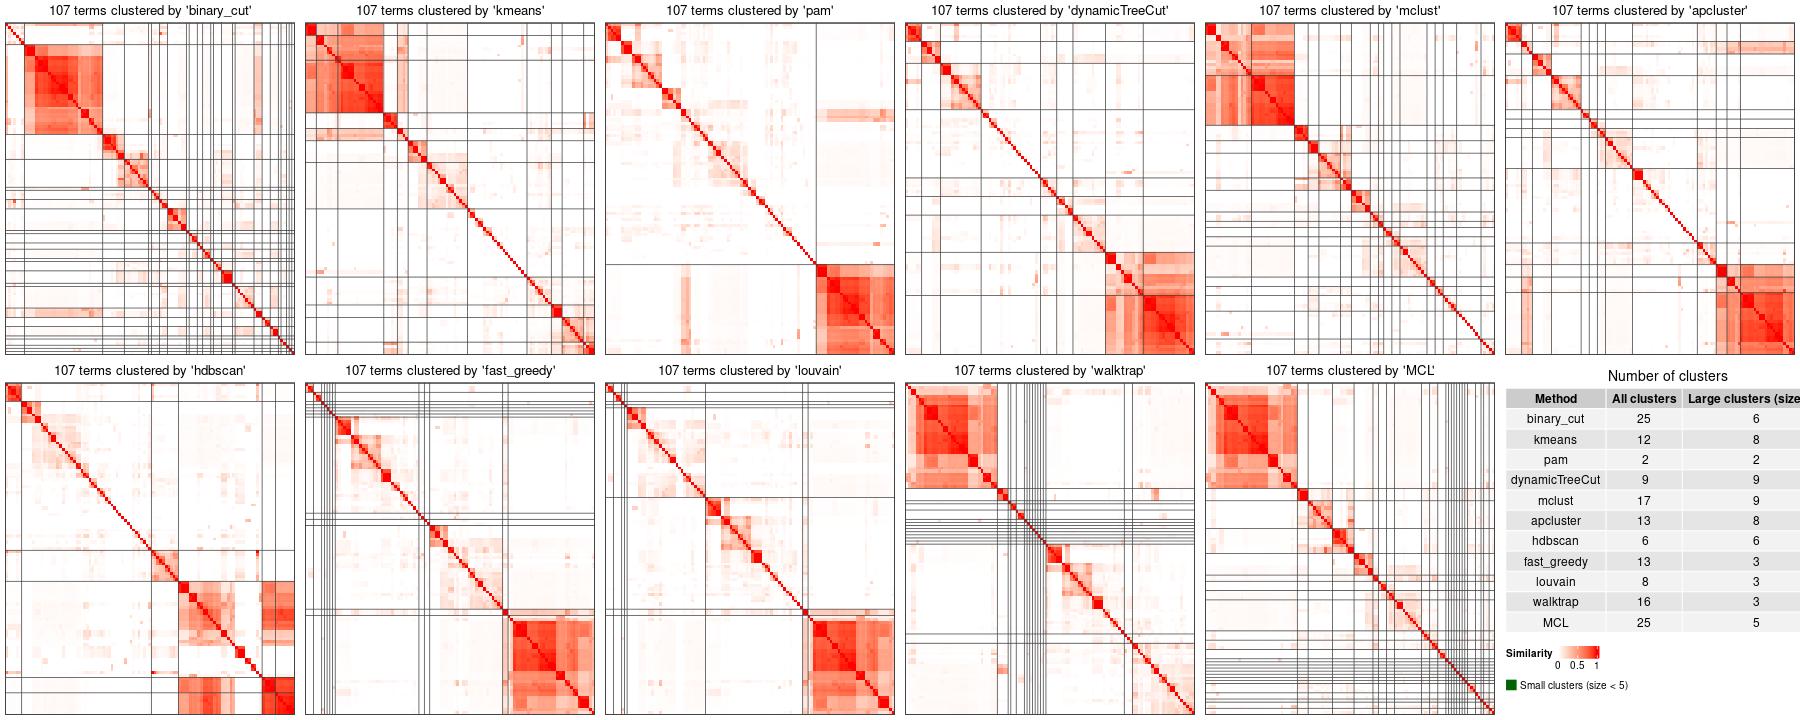 107 terms clustered by 'binary_cut'
107 terms clustered by 'kmeans'
107 terms clustered by 'pam'
107 terms clustered by 'dynamicTreeCut'
107 terms clustered by 'mclust'
107 terms clustered by 'apcluster'
107 terms clustered by 'hdbscan'
107 terms clustered by 'fast_greedy'
107 terms clustered by 'louvain'
107 terms clustered by 'walktrap'
107 terms clustered by 'MCL'
Number of clusters
Method All clusters Large clusters (size
binary_cut 25 6
kmeans 12 8
pam 2 2
dynamicTreeCut 9 9
mclust 17 9
apcluster 13 8
hdbscan 6 6
fast_greedy 13 3
louvain 8 3
walktrap 16 3
MCL 25 5
Similarity
0 0.5 1
Small clusters (size < 5)